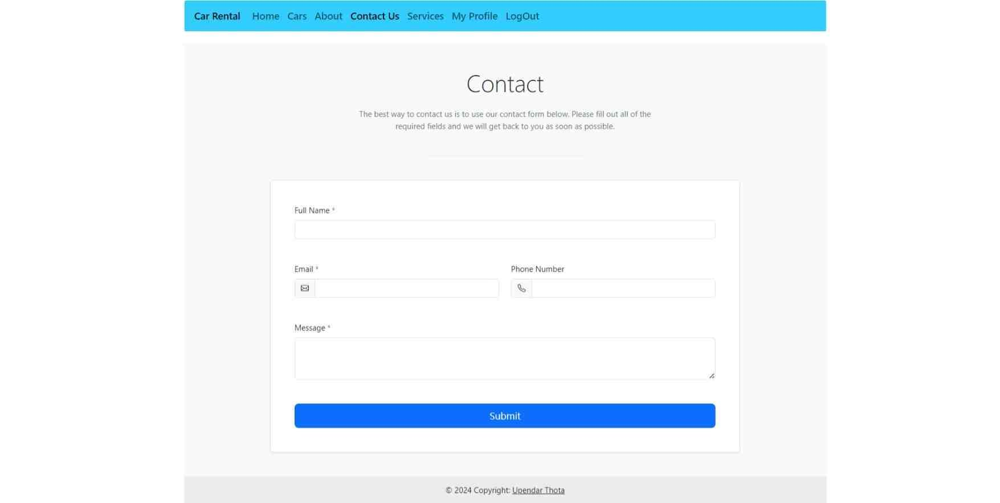 Car Rental Home Cars About Contact Us Services My Profile LogOut
Contact
The best way to contact us is to use our contact form below. Please fill out all of the
required fields and we will get back to you as soon as possible.
Full Name *
Email * Phone Number
Message *
Submit
© 2024 Copyright: Upendar Thota